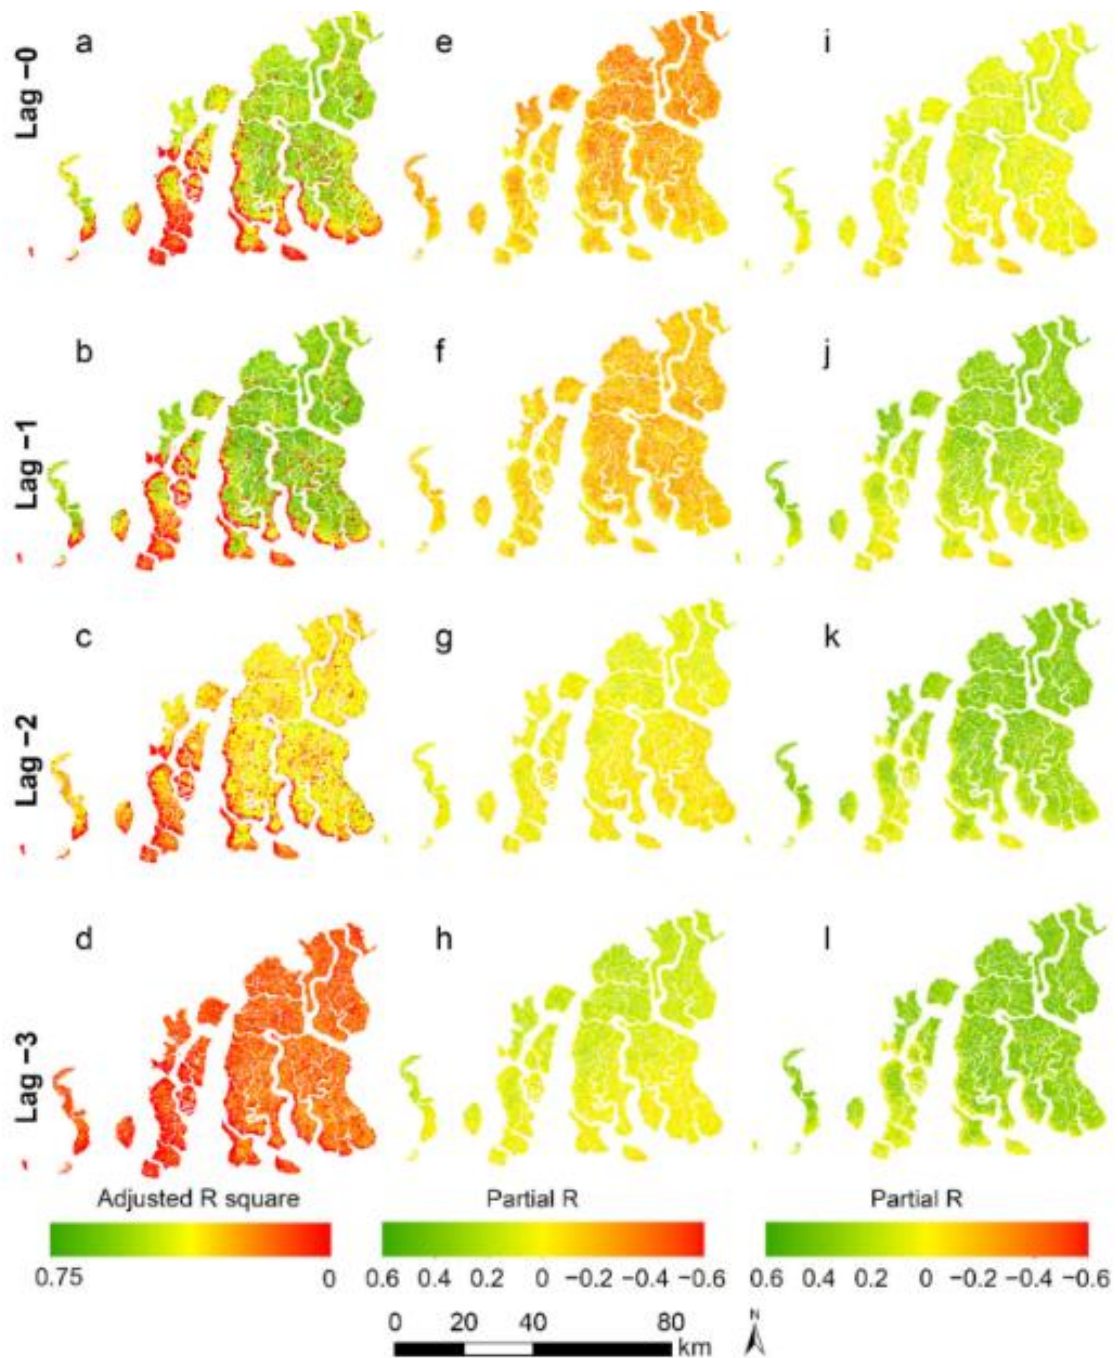 a e i
Lag −0
b f j
Lag −1
c g k
Lag −2
d h l
Lag −3
Adjusted R square Partial R Partial R
0.75 0 0.6 0.4 0.2 0 −0.2 −0.4 −0.6 0.6 0.4 0.2 0 −0.2 −0.4 −0.6
0 20 40 80 N
km